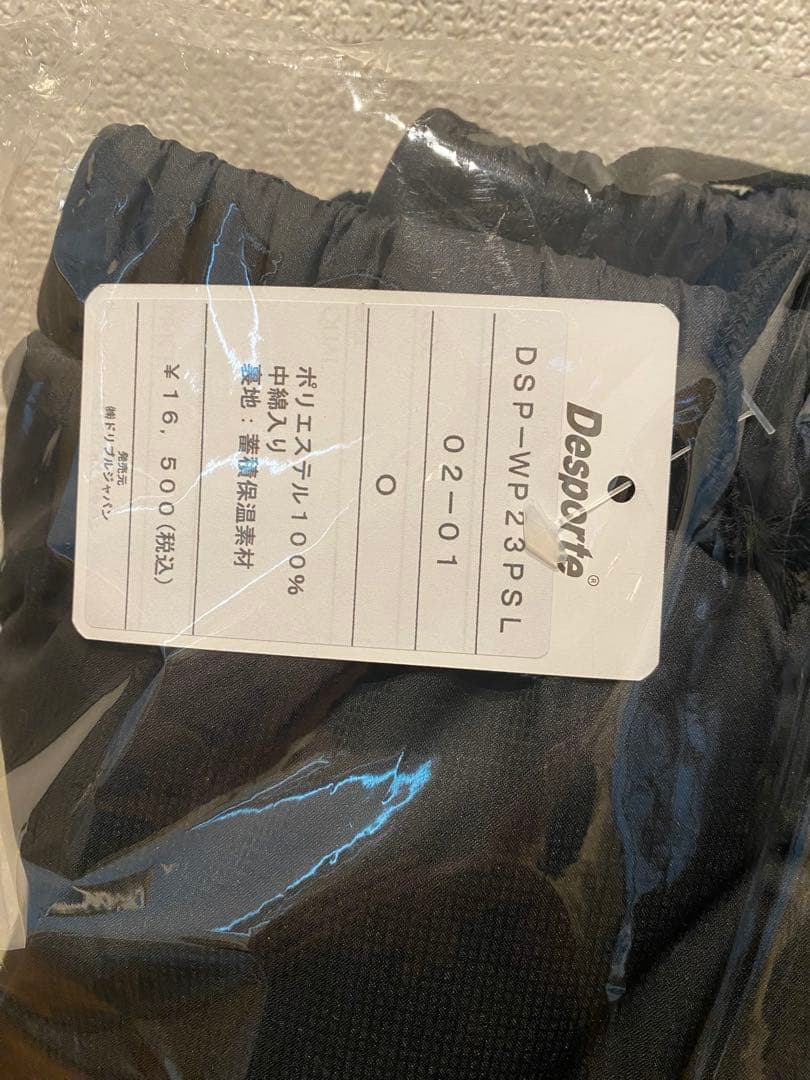 Desporte®
DSP-WP23PSL
02-01
O
ポリエステル100%
中綿入り
裏地:蓄積保温素材
¥16,500(税込)
発売元
㈱ドリブルジャパン